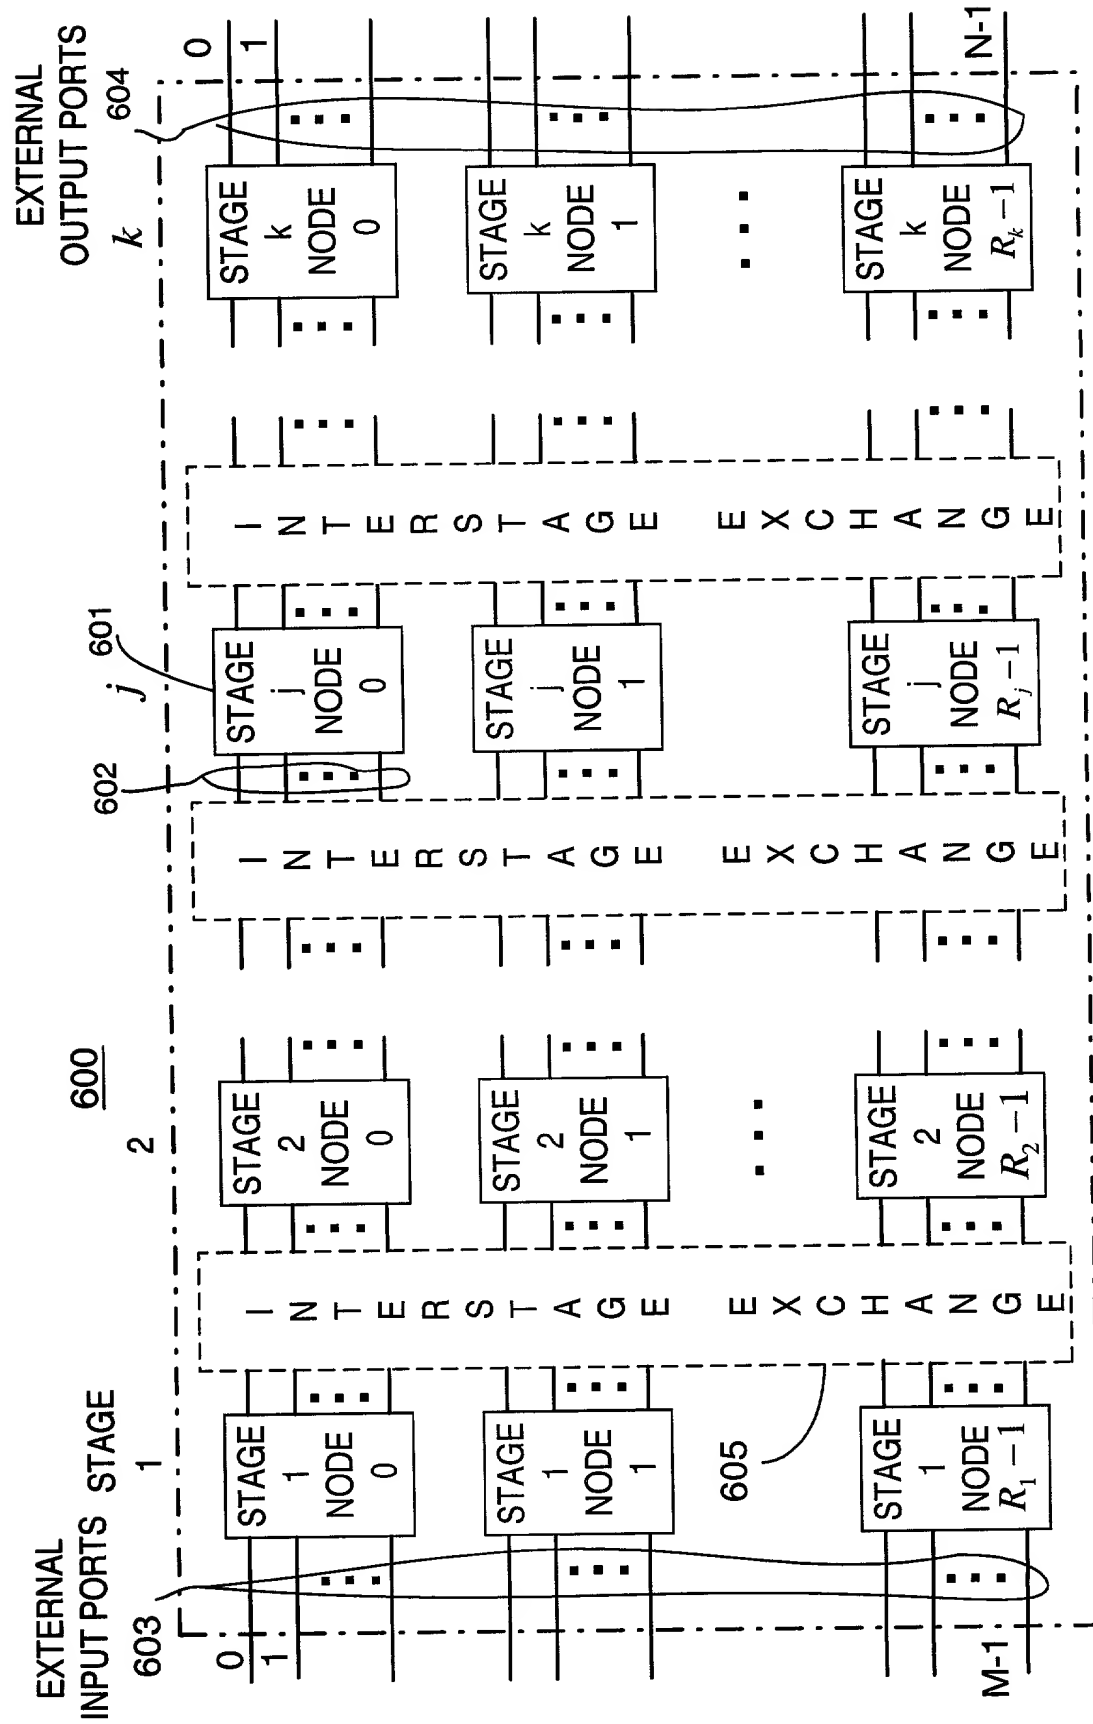 600
EXTERNAL
INPUT PORTS
STAGE
1
2
j
k
EXTERNAL
OUTPUT PORTS
603
602
601
604
605
0
1
M-1
0
1
N-1
STAGE
1
NODE
0
STAGE
1
NODE
1
STAGE
1
NODE
R₁−1
INTERSTAGE EXCHANGE
STAGE
2
NODE
0
STAGE
2
NODE
1
STAGE
2
NODE
R₂−1
INTERSTAGE EXCHANGE
STAGE
j
NODE
0
STAGE
j
NODE
1
STAGE
j
NODE
Rⱼ−1
INTERSTAGE EXCHANGE
STAGE
k
NODE
0
STAGE
k
NODE
1
STAGE
k
NODE
Rₖ−1